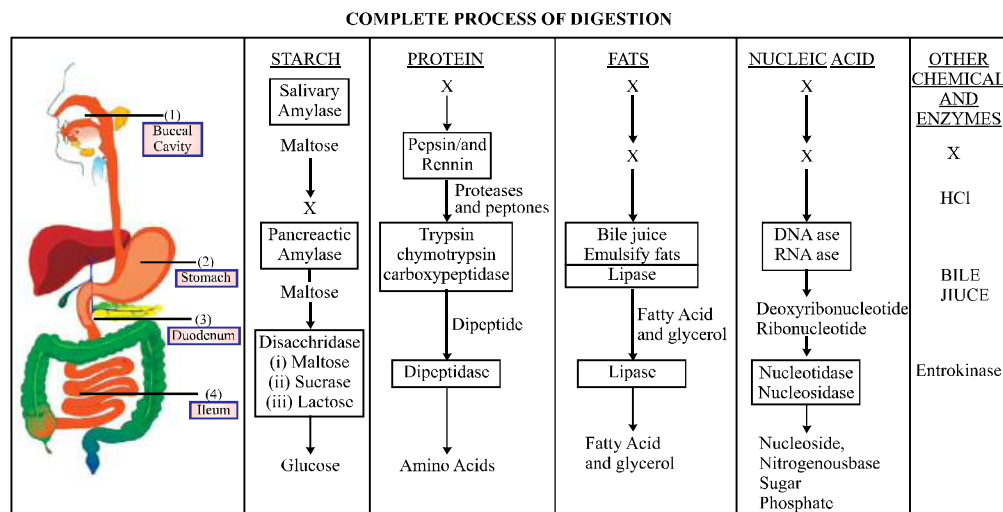 COMPLETE PROCESS OF DIGESTION
(1)
Buccal
Cavity
(2)
Stomach
(3)
Duodenum
(4)
Ileum
STARCH
Salivary
Amylase
Maltose
X
Pancreactic
Amylase
Maltose
Disacchridase
(i) Maltose
(ii) Sucrase
(iii) Lactose
Glucose
PROTEIN
X
Pepsin/and
Rennin
Proteases
and peptones
Trypsin
chymotrypsin
carboxypeptidase
Dipeptide
Dipeptidase
Amino Acids
FATS
X
X
Bile juice
Emulsify fats
Lipase
Fatty Acid
and glycerol
Lipase
Fatty Acid
and glycerol
NUCLEIC ACID
X
X
DNA ase
RNA ase
Deoxyribonucleotide
Ribonucleotide
Nucleotidase
Nucleosidase
Nucleoside,
Nitrogenousbase
Sugar
Phosphate
OTHER
CHEMICAL
AND
ENZYMES
X
HCl
BILE
JIUCE
Entrokinase